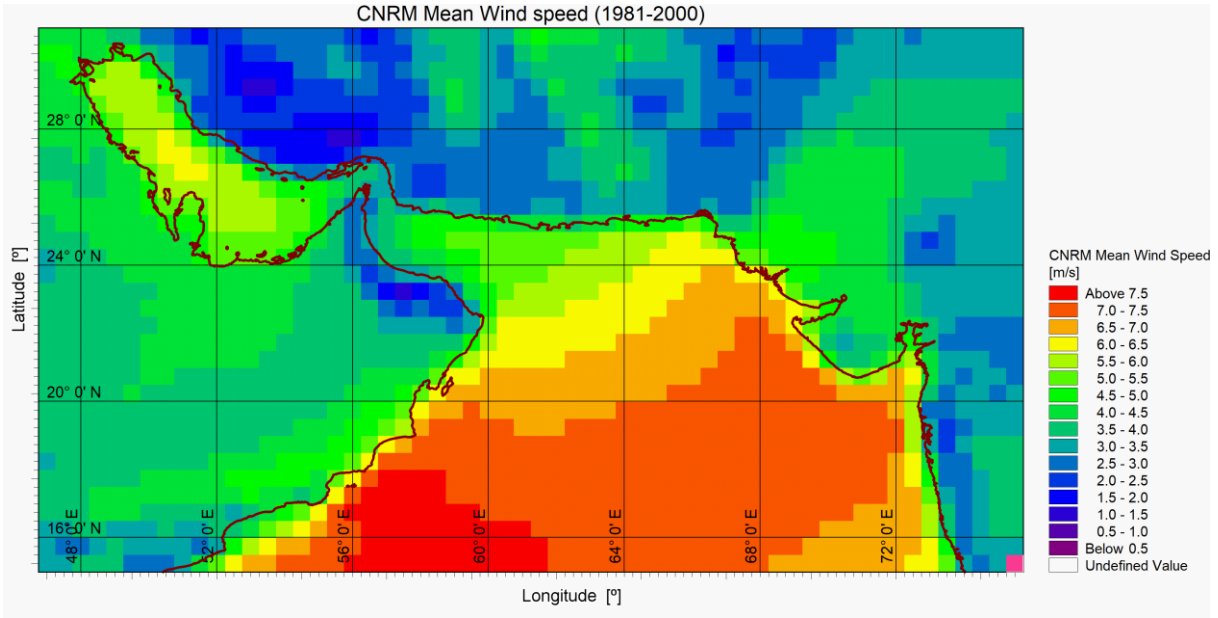 CNRM Mean Wind speed (1981-2000)
28° 0' N
24° 0' N
20° 0' N
16° 0' N
48° 0' E
52° 0' E
56° 0' E
60° 0' E
64° 0' E
68° 0' E
72° 0' E
Latitude [º]
Longitude [º]
CNRM Mean Wind Speed
[m/s]
Above 7.5
7.0 - 7.5
6.5 - 7.0
6.0 - 6.5
5.5 - 6.0
5.0 - 5.5
4.5 - 5.0
4.0 - 4.5
3.5 - 4.0
3.0 - 3.5
2.5 - 3.0
2.0 - 2.5
1.5 - 2.0
1.0 - 1.5
0.5 - 1.0
Below 0.5
Undefined Value